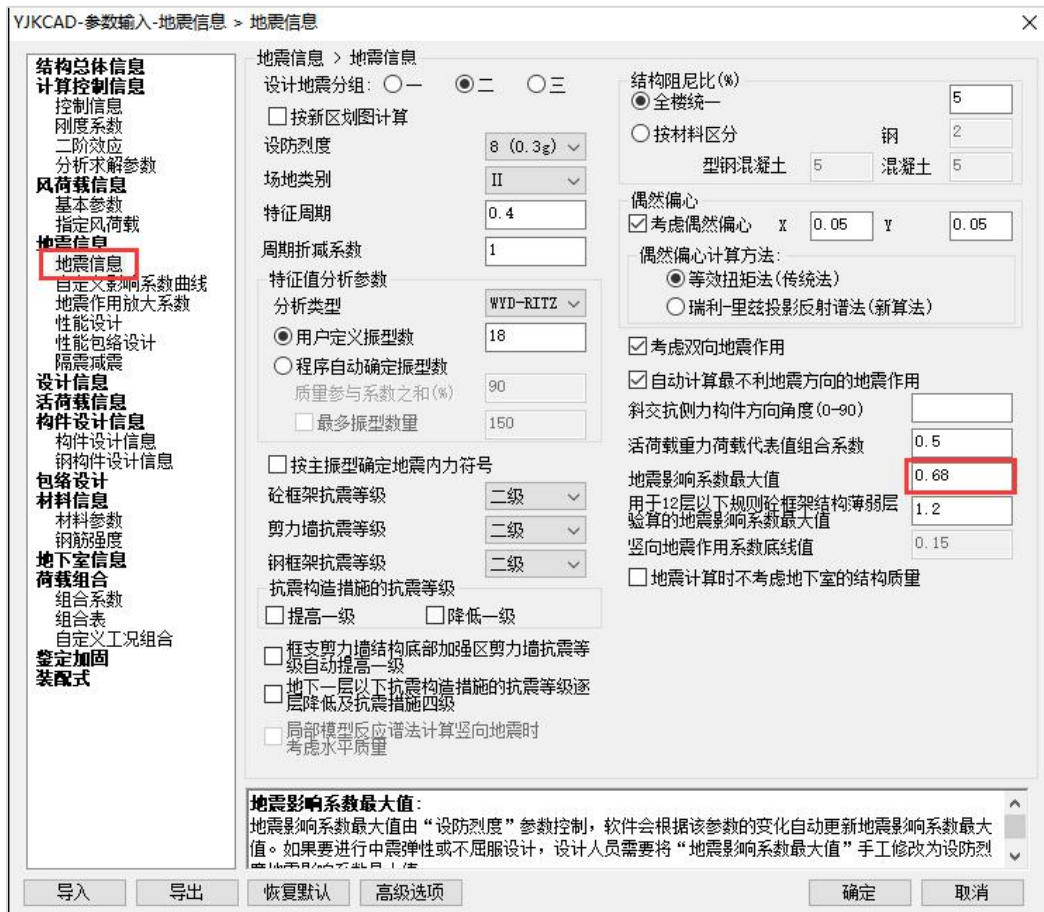 YJKCAD-参数输入-地震信息 > 地震信息
结构总体信息
计算控制信息
控制信息
刚度系数
二阶效应
分析求解参数
风荷载信息
基本参数
指定风荷载
地震信息
地震信息
自定义影响系数曲线
地震作用放大系数
性能设计
性能包络设计
隔震减震
设计信息
活荷载信息
构件设计信息
构件设计信息
钢构件设计信息
包络设计
材料信息
材料参数
钢筋强度
地下室信息
荷载组合
组合系数
组合表
自定义工况组合
鉴定加固
装配式
地震信息 > 地震信息
设计地震分组: 一 二 三
按新区划图计算
设防烈度 8 (0.3g)
场地类别 II
特征周期 0.4
周期折减系数 1
特征值分析参数
分析类型 WYD-RITZ
用户定义振型数 18
程序自动确定振型数
质量参与系数之和(%) 90
最多振型数量 150
按主振型确定地震内力符号
砼框架抗震等级 二级
剪力墙抗震等级 二级
钢框架抗震等级 二级
抗震构造措施的抗震等级
提高一级 降低一级
框支剪力墙结构底部加强区剪力墙抗震等
级自动提高一级
地下一层以下抗震构造措施的抗震等级逐
层降低及抗震措施四级
局部模型反应谱法计算竖向地震时
考虑水平质量
结构阻尼比(%)
全楼统一 5
按材料区分 钢 2
型钢混凝土 5 混凝土 5
偶然偏心
考虑偶然偏心 X 0.05 Y 0.05
偶然偏心计算方法:
等效扭矩法(传统法)
瑞利-里兹投影反射谱法(新算法)
考虑双向地震作用
自动计算最不利地震方向的地震作用
斜交抗侧力构件方向角度(0-90)
活荷载重力荷载代表值组合系数 0.5
地震影响系数最大值 0.68
用于12层以下规则砼框架结构薄弱层
验算的地震影响系数最大值 1.2
竖向地震作用系数底线值 0.15
地震计算时不考虑地下室的结构质量
地震影响系数最大值:
地震影响系数最大值由“设防烈度”参数控制，软件会根据该参数的变化自动更新地震影响系数最大
值。如果要进行中震弹性或不屈服设计，设计人员需要将“地震影响系数最大值”手工修改为设防烈
导入 导出 恢复默认 高级选项 确定 取消